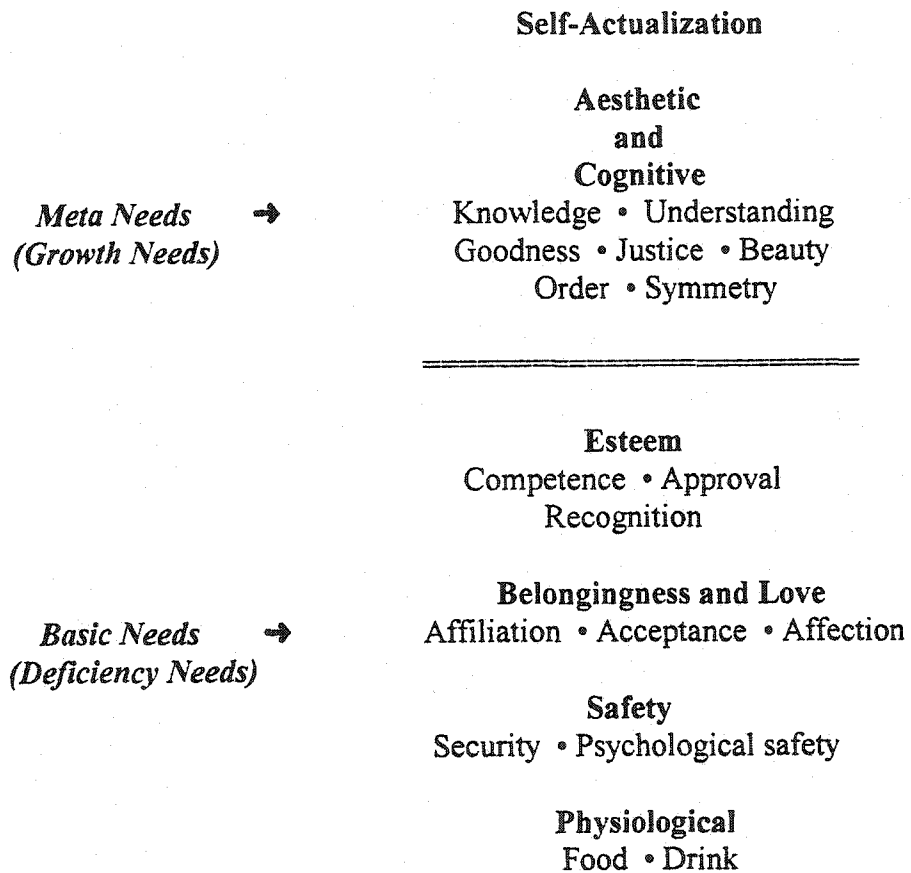 Self-Actualization
Aesthetic
and
Cognitive
Meta Needs ➔ Knowledge • Understanding
(Growth Needs) Goodness • Justice • Beauty
Order • Symmetry
Esteem
Competence • Approval
Recognition
Belongingness and Love
Basic Needs ➔ Affiliation • Acceptance • Affection
(Deficiency Needs)
Safety
Security • Psychological safety
Physiological
Food • Drink